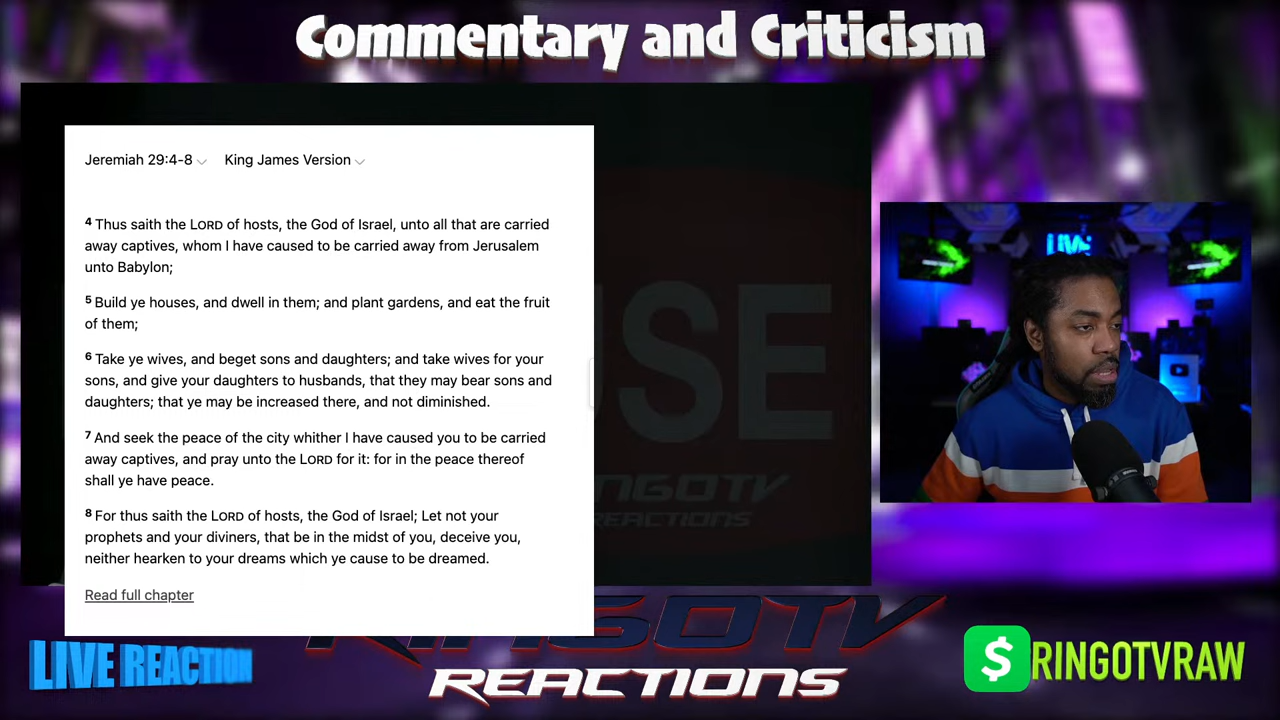 Commentary and Criticism
Jeremiah 29:4-8 King James Version
4 Thus saith the LORD of hosts, the God of Israel, unto all that are carried
away captives, whom I have caused to be carried away from Jerusalem
unto Babylon;
5 Build ye houses, and dwell in them; and plant gardens, and eat the fruit
of them;
6 Take ye wives, and beget sons and daughters; and take wives for your
sons, and give your daughters to husbands, that they may bear sons and
daughters; that ye may be increased there, and not diminished.
7 And seek the peace of the city whither I have caused you to be carried
away captives, and pray unto the LORD for it: for in the peace thereof
shall ye have peace.
8 For thus saith the LORD of hosts, the God of Israel; Let not your
prophets and your diviners, that be in the midst of you, deceive you,
neither hearken to your dreams which ye cause to be dreamed.
Read full chapter
REACTIONS
LIVE
LIVE REACTION
REACTIONS
$RINGOTVRAW